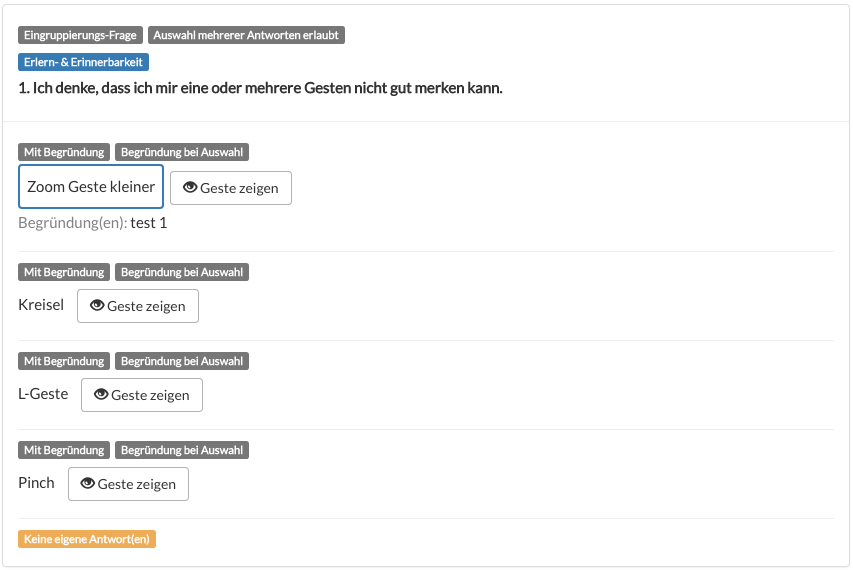 Eingruppierungs-Frage Auswahl mehrerer Antworten erlaubt
Erlern- & Erinnerbarkeit
1. Ich denke, dass ich mir eine oder mehrere Gesten nicht gut merken kann.
Mit Begründung Begründung bei Auswahl
Zoom Geste kleiner Geste zeigen
Begründung(en): test 1
Mit Begründung Begründung bei Auswahl
Kreisel Geste zeigen
Mit Begründung Begründung bei Auswahl
L-Geste Geste zeigen
Mit Begründung Begründung bei Auswahl
Pinch Geste zeigen
Keine eigene Antwort(en)